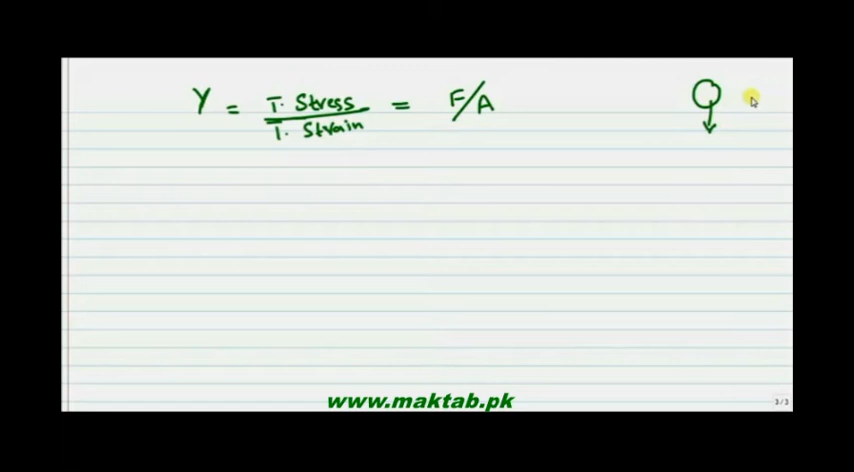 Y = T. Stress / T. Strain = F/A
www.maktab.pk
3/3